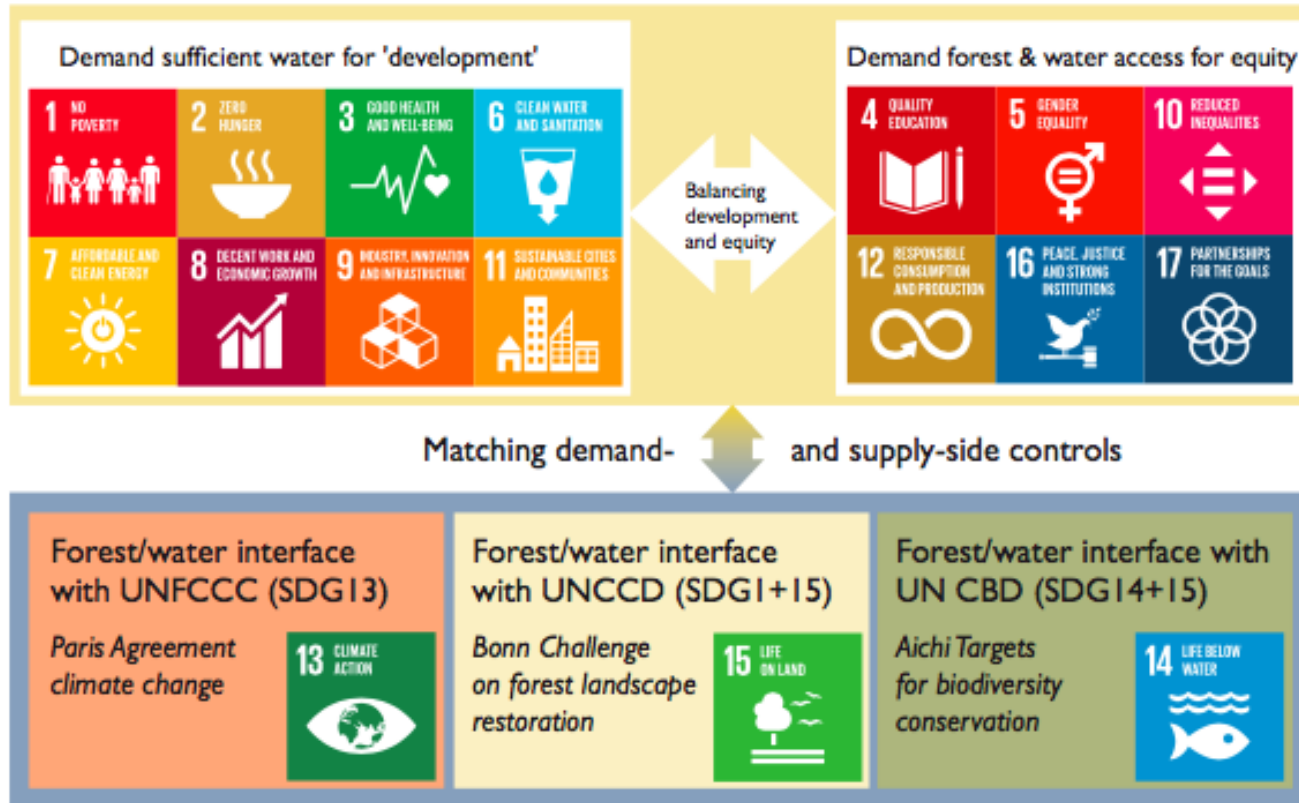 Demand sufficient water for 'development'
1 NO
POVERTY
2 ZERO
HUNGER
3 GOOD HEALTH
AND WELL-BEING
6 CLEAN WATER
AND SANITATION
7 AFFORDABLE AND
CLEAN ENERGY
8 DECENT WORK AND
ECONOMIC GROWTH
9 INDUSTRY, INNOVATION
AND INFRASTRUCTURE
11 SUSTAINABLE CITIES
AND COMMUNITIES
Balancing
development
and equity
Demand forest & water access for equity
4 QUALITY
EDUCATION
5 GENDER
EQUALITY
10 REDUCED
INEQUALITIES
12 RESPONSIBLE
CONSUMPTION
AND PRODUCTION
16 PEACE, JUSTICE
AND STRONG
INSTITUTIONS
17 PARTNERSHIPS
FOR THE GOALS
Matching demand- and supply-side controls
Forest/water interface
with UNFCCC (SDG13)
Paris Agreement
climate change
13 CLIMATE
ACTION
Forest/water interface
with UNCCD (SDG1+15)
Bonn Challenge
on forest landscape
restoration
15 LIFE
ON LAND
Forest/water interface with
UN CBD (SDG14+15)
Aichi Targets
for biodiversity
conservation
14 LIFE BELOW
WATER